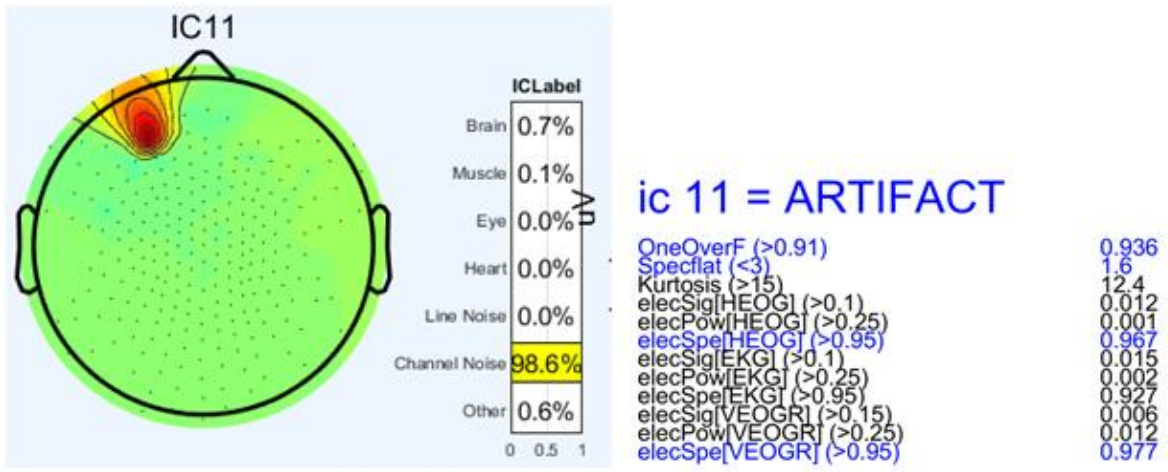 IC11
ICLabel
Brain 0.7%
Muscle 0.1%
Eye 0.0%
Heart 0.0%
Line Noise 0.0%
Channel Noise 98.6%
Other 0.6%
0 0.5 1
ic 11 = ARTIFACT
OneOverF (>0.91) 0.936
Specflat (<3) 1.6
Kurtosis (>15) 12.4
elecSig[HEOG] (>0.1) 0.012
elecPow[HEOG] (>0.25) 0.001
elecSpe[HEOG] (>0.95) 0.967
elecSig[EKG] (>0.1) 0.015
elecPow[EKG] (>0.25) 0.002
elecSpe[EKG] (>0.95) 0.927
elecSig[VEOGR] (>0.15) 0.006
elecPow[VEOGR] (>0.25) 0.012
elecSpe[VEOGR] (>0.95) 0.977